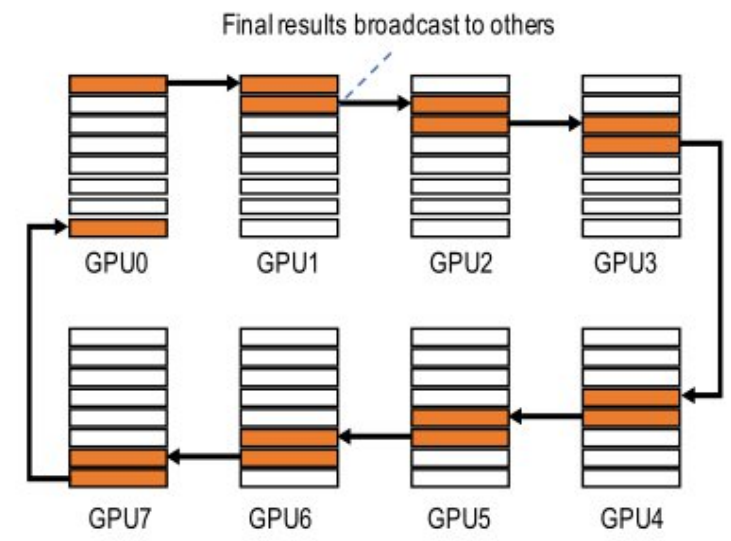 Final results broadcast to others
GPU0 GPU1 GPU2 GPU3
GPU7 GPU6 GPU5 GPU4